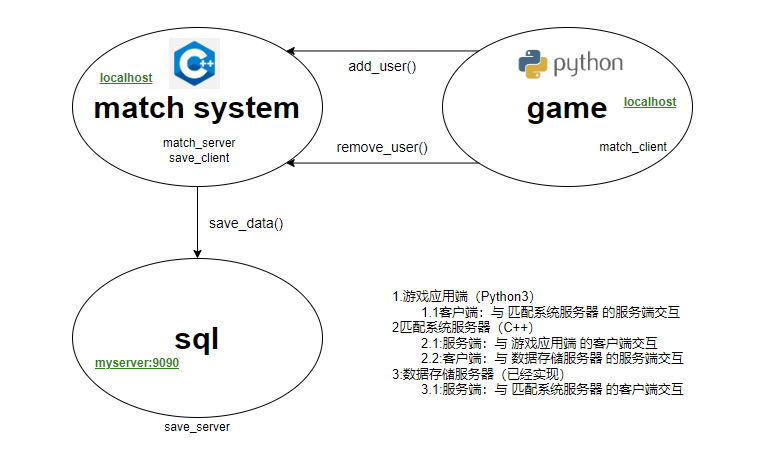 C++
localhost
match system
match_server
save_client
add_user()
remove_user()
python
game
localhost
match_client
save_data()
sql
myserver:9090
save_server
1.游戏应用端（Python3）
1.1客户端：与 匹配系统服务器 的服务端交互
2匹配系统服务器（C++）
2.1:服务端：与 游戏应用端 的客户端交互
2.2:客户端：与 数据存储服务器 的服务端交互
3:数据存储服务器（已经实现）
3.1:服务端：与 匹配系统服务器 的客户端交互